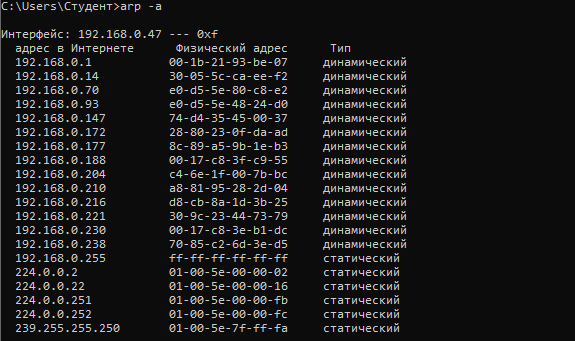 C:\Users\Студент>arp -a
Интерфейс: 192.168.0.47 --- 0xf
адрес в Интернете Физический адрес Тип
192.168.0.1 00-1b-21-93-be-07 динамический
192.168.0.14 30-05-5c-ca-ee-f2 динамический
192.168.0.70 e0-d5-5e-80-c8-e2 динамический
192.168.0.93 e0-d5-5e-48-24-d0 динамический
192.168.0.147 74-d4-35-45-00-37 динамический
192.168.0.172 28-80-23-0f-da-ad динамический
192.168.0.177 8c-89-a5-9b-1e-b3 динамический
192.168.0.188 00-17-c8-3f-c9-55 динамический
192.168.0.204 c4-6e-1f-00-7b-bc динамический
192.168.0.210 a8-81-95-28-2d-04 динамический
192.168.0.216 d8-cb-8a-1d-3b-25 динамический
192.168.0.221 30-9c-23-44-73-79 динамический
192.168.0.230 00-17-c8-3e-b1-dc динамический
192.168.0.238 70-85-c2-6d-3e-d5 динамический
192.168.0.255 ff-ff-ff-ff-ff-ff статический
224.0.0.2 01-00-5e-00-00-02 статический
224.0.0.22 01-00-5e-00-00-16 статический
224.0.0.251 01-00-5e-00-00-fb статический
224.0.0.252 01-00-5e-00-00-fc статический
239.255.255.250 01-00-5e-7f-ff-fa статический